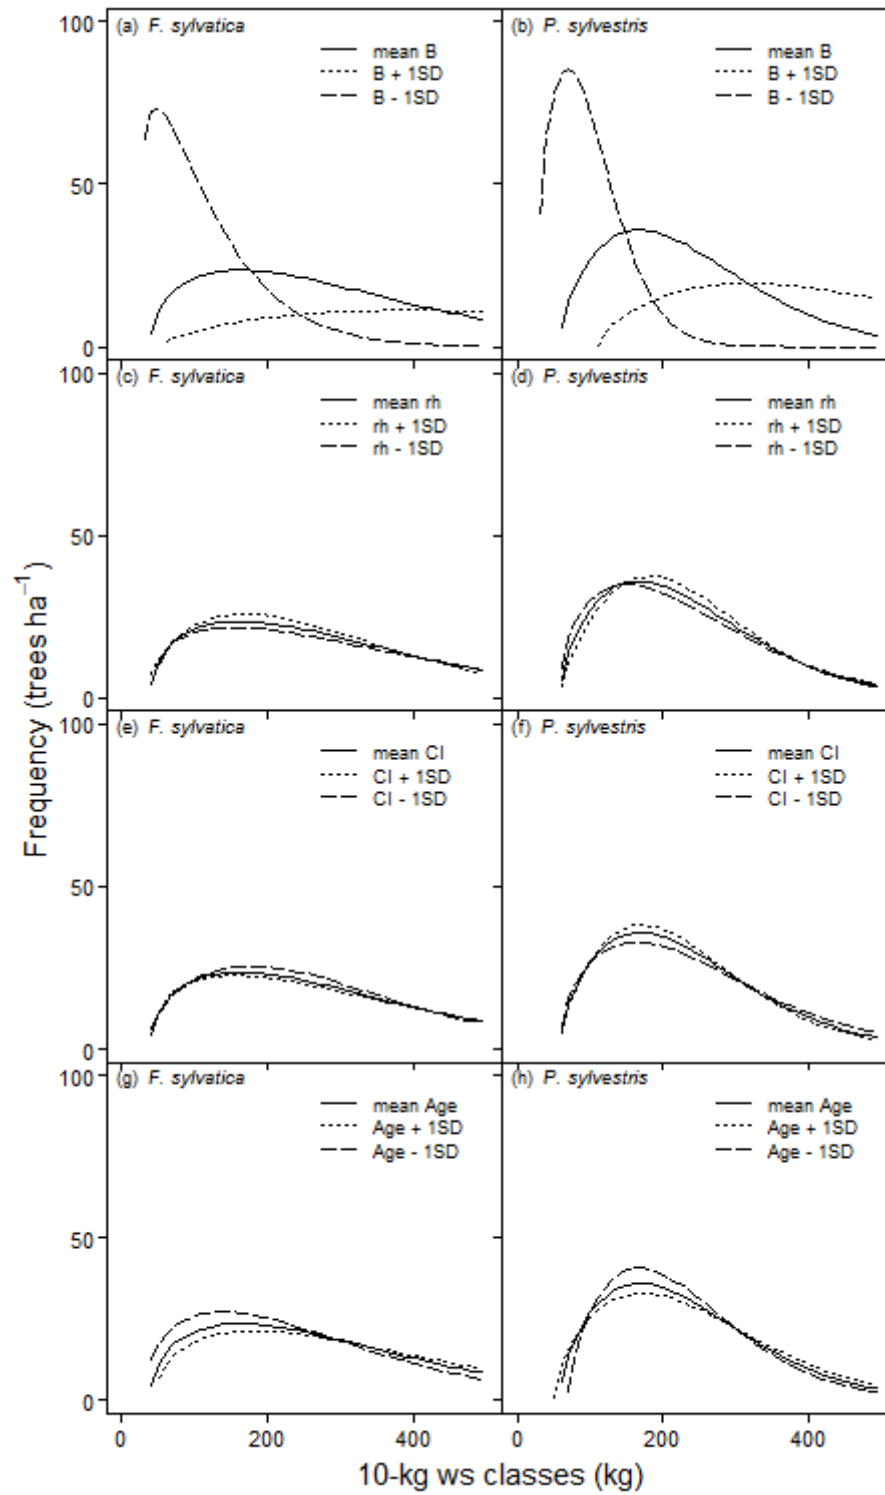 Frequency (trees ha⁻¹)
100
50
0
(a) F. sylvatica
mean B
B + 1SD
B - 1SD
(b) P. sylvestris
mean B
B + 1SD
B - 1SD
100
50
0
(c) F. sylvatica
mean rh
rh + 1SD
rh - 1SD
(d) P. sylvestris
mean rh
rh + 1SD
rh - 1SD
100
50
0
(e) F. sylvatica
mean CI
CI + 1SD
CI - 1SD
(f) P. sylvestris
mean CI
CI + 1SD
CI - 1SD
100
50
0
(g) F. sylvatica
mean Age
Age + 1SD
Age - 1SD
(h) P. sylvestris
mean Age
Age + 1SD
Age - 1SD
0 200 400 0 200 400
10-kg ws classes (kg)